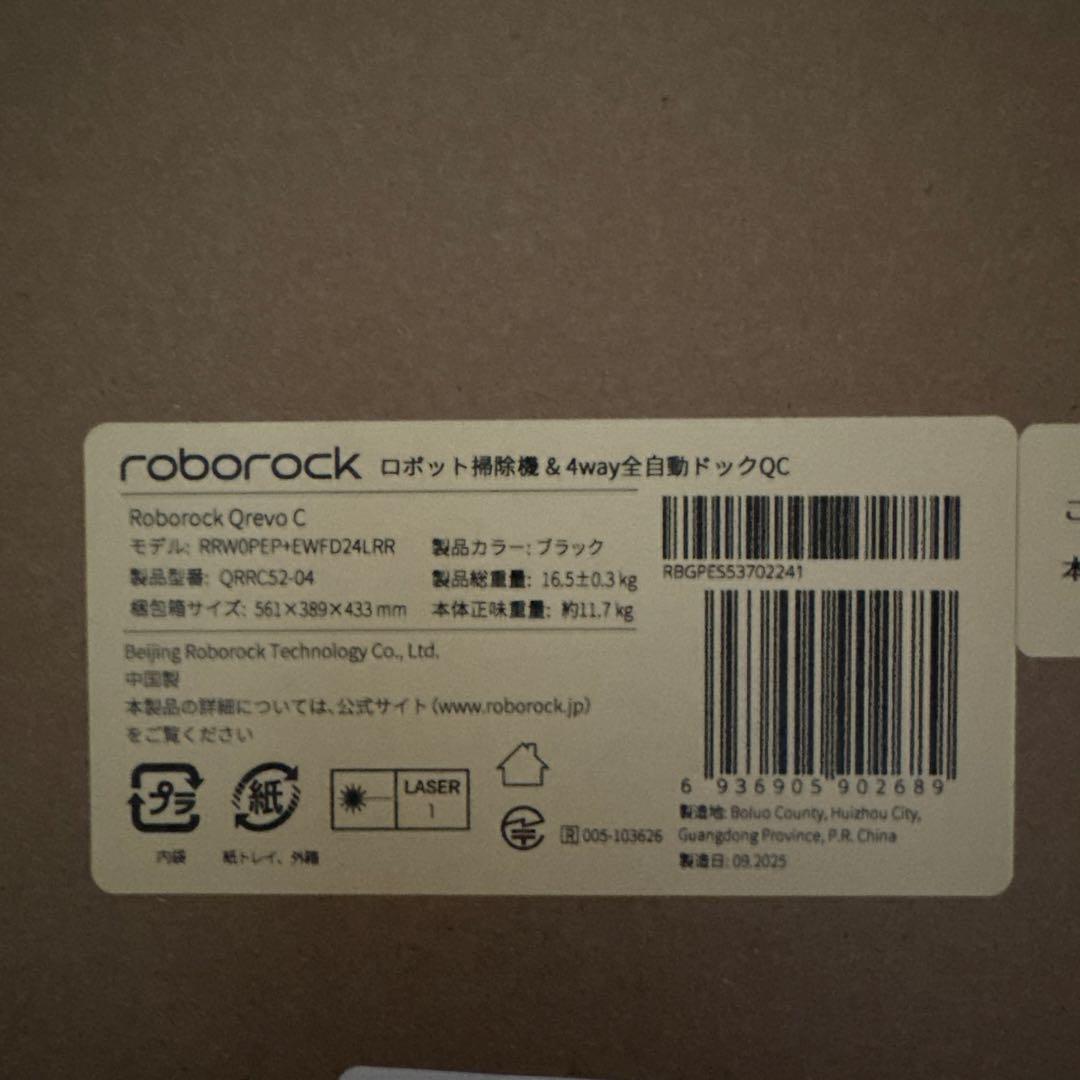 roborock ロボット掃除機 & 4way全自動ドックQC
Roborock Qrevo C
モデル: RRW0PEP+EWFD24LRR 製品カラー: ブラック
製品型番: QRRC52-04 製品総重量: 16.5±0.3 kg
梱包箱サイズ: 561×389×433 mm 本体正味重量: 約11.7 kg
RBGPES53702241
Beijing Roborock Technology Co., Ltd.
中国製
本製品の詳細については、公式サイト(www.roborock.jp)
をご覧ください
6 936905 902689
プラ
紙
LASER
1
内袋
紙トレイ、外箱
R 005-103626
製造地: Boluo County, Huizhou City,
Guangdong Province, P.R. China
製造日: 09.2025
こ
本